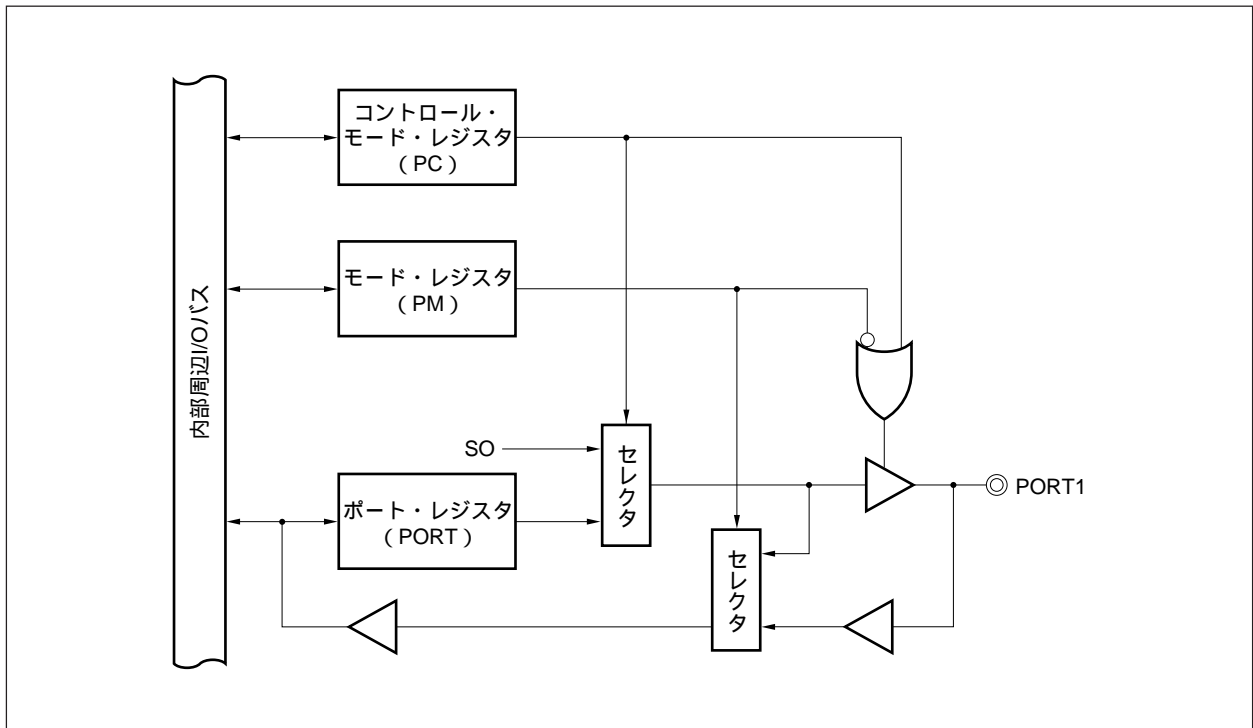 コントロール・
モード・レジスタ
( PC )
モード・レジスタ
( PM )
内部周辺I/Oバス
SO
セレクタ
ポート・レジスタ
( PORT )
PORT1
セレクタ